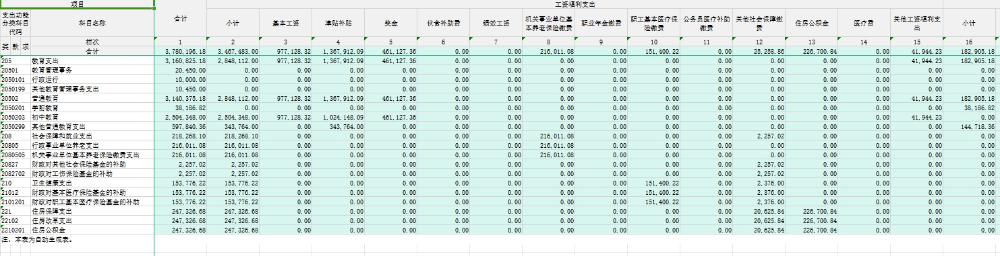 项目 工资福利支出
支出功能分类科目代码 科目名称 合计 小计 基本工资 津贴补贴 奖金 伙食补助费 绩效工资 机关事业单位基本养老保险缴费 职业年金缴费 职工基本医疗保险缴费 公务员医疗补助缴费 其他社会保障缴费 住房公积金 医疗费 其他工资福利支出 小计
类 款 项 栏次 1 2 3 4 5 6 7 8 9 10 11 12 13 14 15 16
合计 3,780,196.18 3,467,483.00 977,128.32 1,367,912.09 461,127.36 0.00 0.00 216,011.08 0.00 151,400.22 0.00 25,258.86 226,700.84 0.00 41,944.23 182,905.18
205 教育支出 3,160,825.18 2,848,112.00 977,128.32 1,367,912.09 461,127.36 0.00 0.00 0.00 0.00 0.00 0.00 0.00 0.00 0.00 41,944.23 182,905.18
20501 教育管理事务 20,450.00 0.00 0.00 0.00 0.00 0.00 0.00 0.00 0.00 0.00 0.00 0.00 0.00 0.00 0.00 0.00
2050101 行政运行 10,000.00 0.00 0.00 0.00 0.00 0.00 0.00 0.00 0.00 0.00 0.00 0.00 0.00 0.00 0.00 0.00
2050199 其他教育管理事务支出 10,450.00 0.00 0.00 0.00 0.00 0.00 0.00 0.00 0.00 0.00 0.00 0.00 0.00 0.00 0.00 0.00
20502 普通教育 3,140,375.18 2,848,112.00 977,128.32 1,367,912.09 461,127.36 0.00 0.00 0.00 0.00 0.00 0.00 0.00 0.00 0.00 41,944.23 182,905.18
2050201 学前教育 38,186.82 0.00 0.00 0.00 0.00 0.00 0.00 0.00 0.00 0.00 0.00 0.00 0.00 0.00 0.00 38,186.82
2050203 初中教育 2,504,348.00 2,504,348.00 977,128.32 1,024,148.09 461,127.36 0.00 0.00 0.00 0.00 0.00 0.00 0.00 0.00 0.00 41,944.23 0.00
2050299 其他普通教育支出 597,840.36 343,764.00 0.00 343,764.00 0.00 0.00 0.00 0.00 0.00 0.00 0.00 0.00 0.00 0.00 0.00 144,718.36
208 社会保障和就业支出 218,268.10 218,268.10 0.00 0.00 0.00 0.00 0.00 216,011.08 0.00 0.00 0.00 2,257.02 0.00 0.00 0.00 0.00
20805 行政事业单位养老支出 216,011.08 216,011.08 0.00 0.00 0.00 0.00 0.00 216,011.08 0.00 0.00 0.00 0.00 0.00 0.00 0.00 0.00
2080505 机关事业单位基本养老保险缴费支出 216,011.08 216,011.08 0.00 0.00 0.00 0.00 0.00 216,011.08 0.00 0.00 0.00 0.00 0.00 0.00 0.00 0.00
20827 财政对其他社会保险基金的补助 2,257.02 2,257.02 0.00 0.00 0.00 0.00 0.00 0.00 0.00 0.00 0.00 2,257.02 0.00 0.00 0.00 0.00
2082702 财政对工伤保险基金的补助 2,257.02 2,257.02 0.00 0.00 0.00 0.00 0.00 0.00 0.00 0.00 0.00 2,257.02 0.00 0.00 0.00 0.00
210 卫生健康支出 153,776.22 153,776.22 0.00 0.00 0.00 0.00 0.00 0.00 0.00 151,400.22 0.00 2,376.00 0.00 0.00 0.00 0.00
21012 财政对基本医疗保险基金的补助 153,776.22 153,776.22 0.00 0.00 0.00 0.00 0.00 0.00 0.00 151,400.22 0.00 2,376.00 0.00 0.00 0.00 0.00
2101201 财政对职工基本医疗保险基金的补助 153,776.22 153,776.22 0.00 0.00 0.00 0.00 0.00 0.00 0.00 151,400.22 0.00 2,376.00 0.00 0.00 0.00 0.00
221 住房保障支出 247,326.68 247,326.68 0.00 0.00 0.00 0.00 0.00 0.00 0.00 0.00 0.00 20,625.84 226,700.84 0.00 0.00 0.00
22102 住房改革支出 247,326.68 247,326.68 0.00 0.00 0.00 0.00 0.00 0.00 0.00 0.00 0.00 20,625.84 226,700.84 0.00 0.00 0.00
2210201 住房公积金 247,326.68 247,326.68 0.00 0.00 0.00 0.00 0.00 0.00 0.00 0.00 0.00 20,625.84 226,700.84 0.00 0.00 0.00
注：本表为自动生成表。